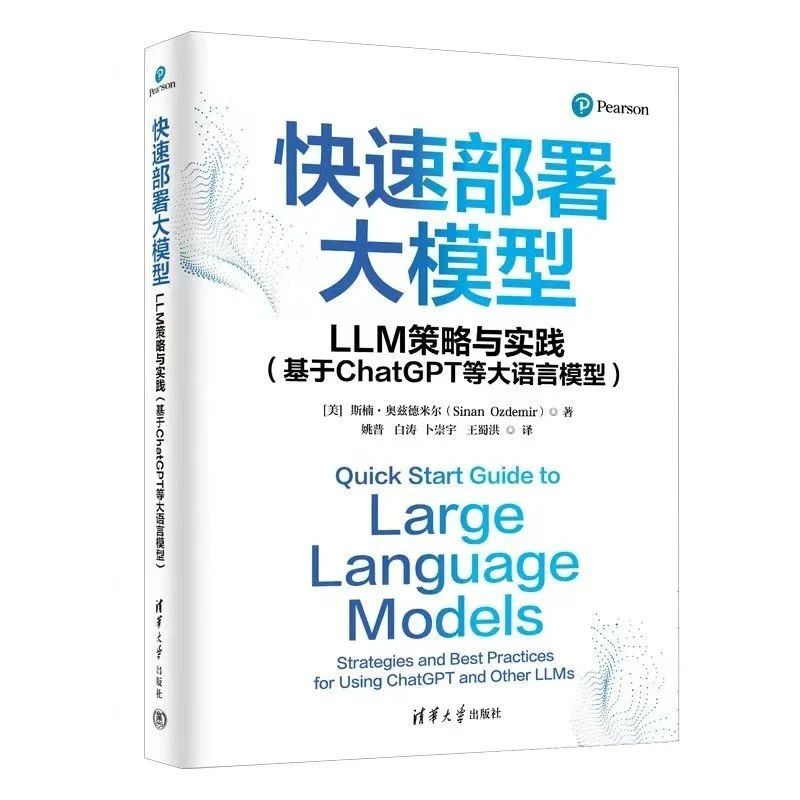 Pearson
快速部署大模型
LLM策略与实践(基于ChatGPT等大语言模型)
清华大学出版社
Pearson
快速部署
大模型
LLM策略与实践
(基于ChatGPT等大语言模型)
[美] 斯楠·奥兹德米尔(Sinan Ozdemir)◎ 著
姚普 白涛 卜崇宇 王蜀洪 ◎ 译
Quick Start Guide to
Large
Language
Models
Strategies and Best Practices
for Using ChatGPT and Other LLMs
清华大学出版社